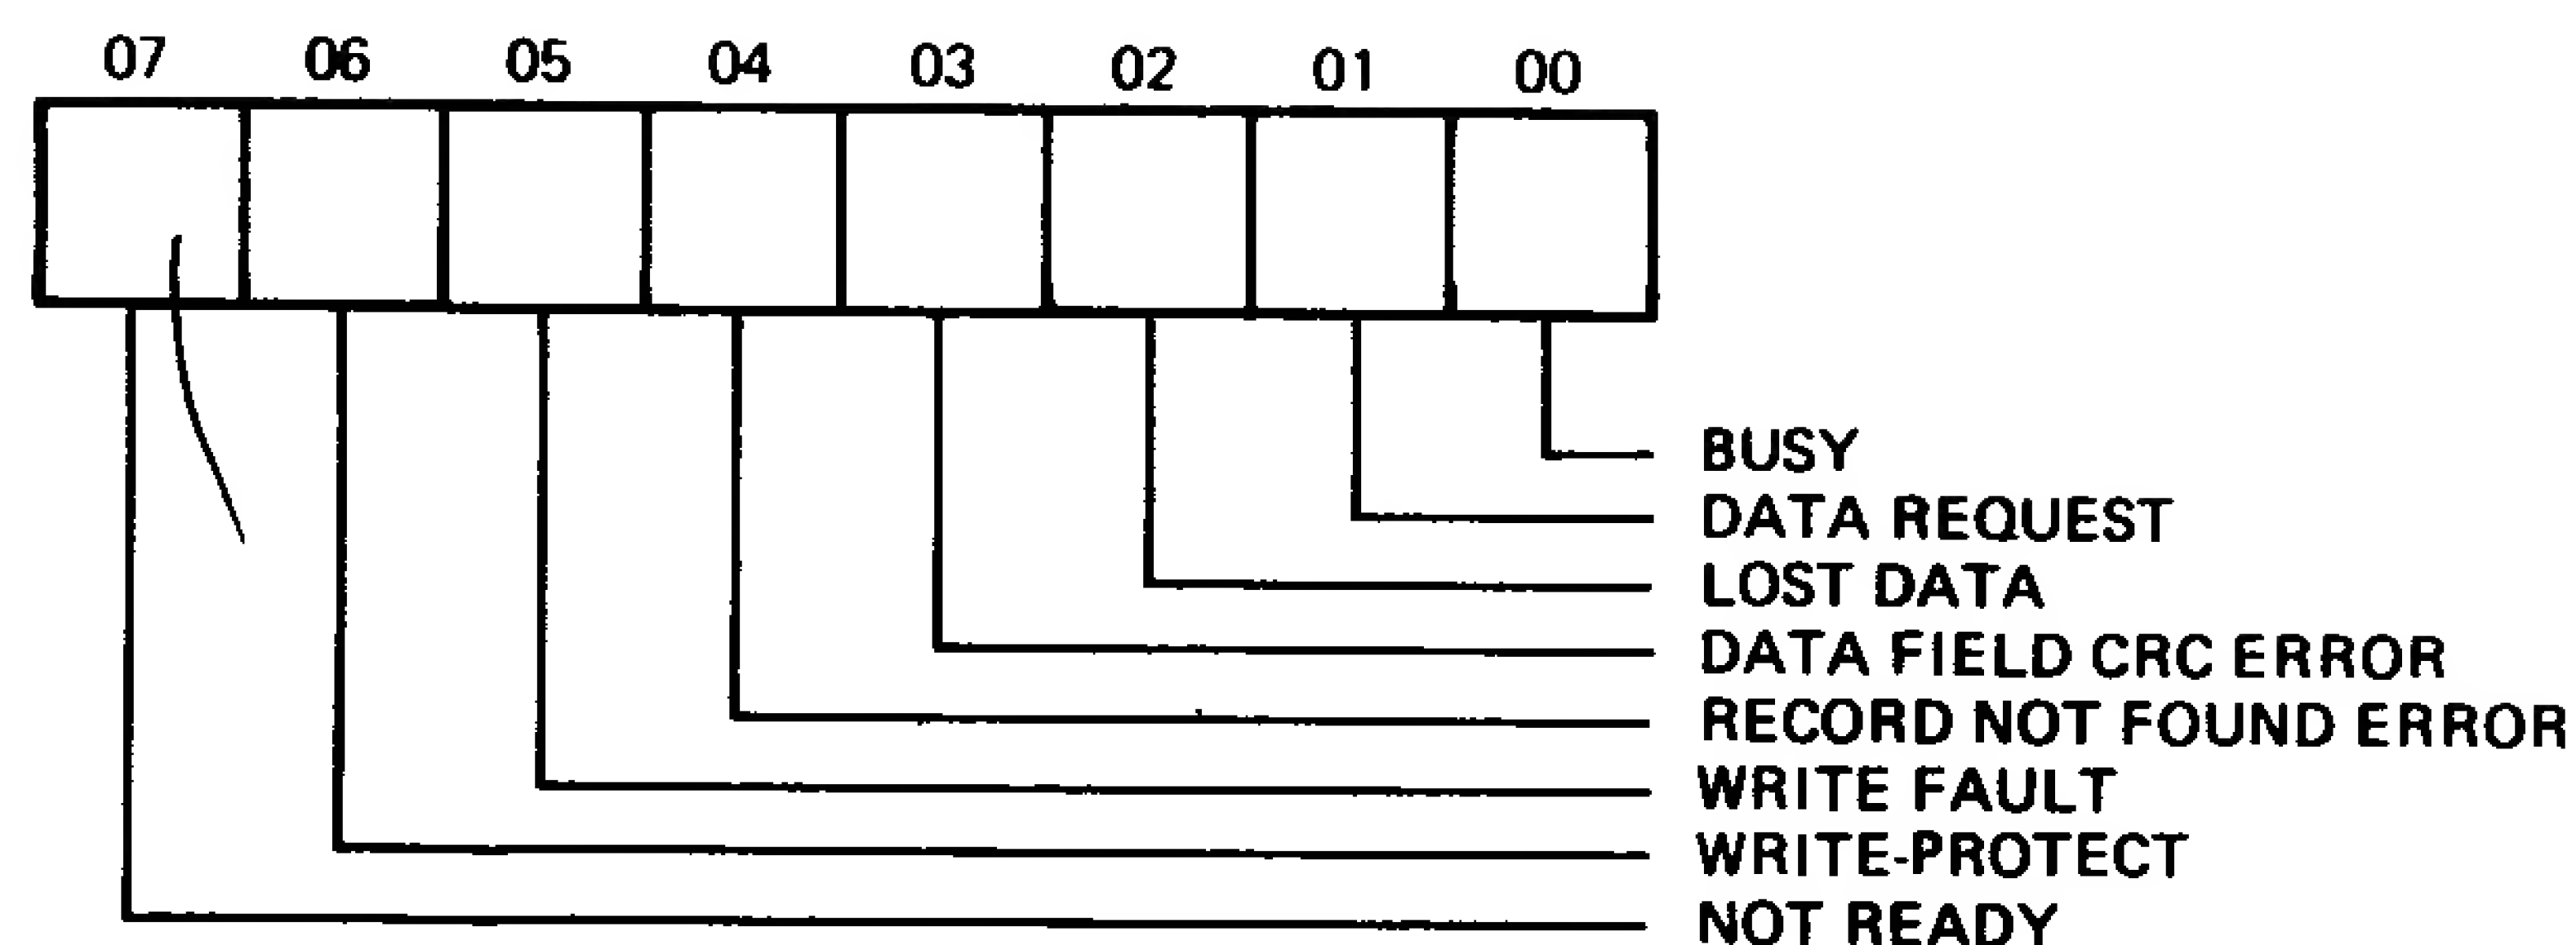 07 06 05 04 03 02 01 00
BUSY
DATA REQUEST
LOST DATA
DATA FIELD CRC ERROR
RECORD NOT FOUND ERROR
WRITE FAULT
WRITE-PROTECT
NOT READY